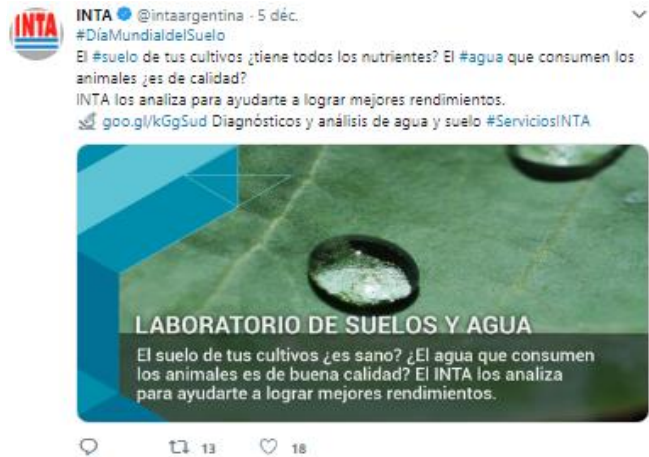 INTA
INTA @intaargentina · 5 déc.
#DíaMundialdelSuelo
El #suelo de tus cultivos ¿tiene todos los nutrientes? El #agua que consumen los
animales ¿es de calidad?
INTA los analiza para ayudarte a lograr mejores rendimientos.
🔬 goo.gl/kGgSud Diagnósticos y análisis de agua y suelo #ServiciosINTA
LABORATORIO DE SUELOS Y AGUA
El suelo de tus cultivos ¿es sano? ¿El agua que consumen
los animales es de buena calidad? El INTA los analiza
para ayudarte a lograr mejores rendimientos.
13 18